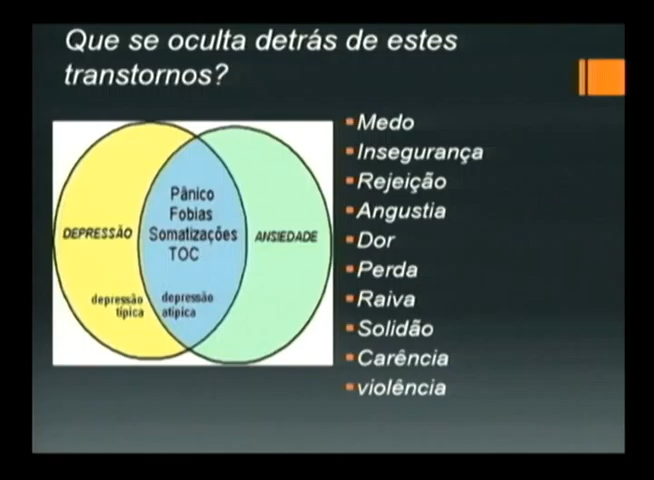 Que se oculta detrás de estes
transtornos?
DEPRESSÃO
Pânico
Fobias
Somatizações
TOC
ANSIEDADE
depressão
típica
depressão
atípica
Medo
Insegurança
Rejeição
Angustia
Dor
Perda
Raiva
Solidão
Carência
violência